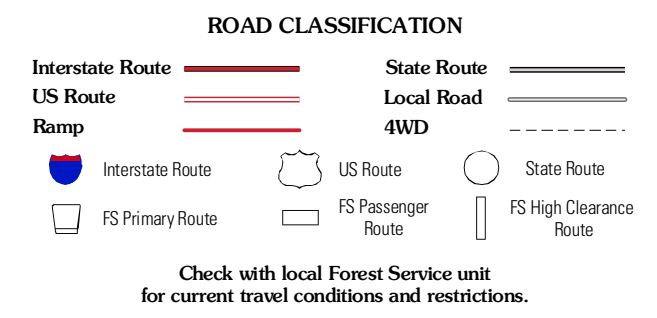 ROAD CLASSIFICATION
Interstate Route
State Route
US Route
Local Road
Ramp
4WD
Interstate Route
US Route
State Route
FS Primary Route
FS Passenger
Route
FS High Clearance
Route
Check with local Forest Service unit
for current travel conditions and restrictions.